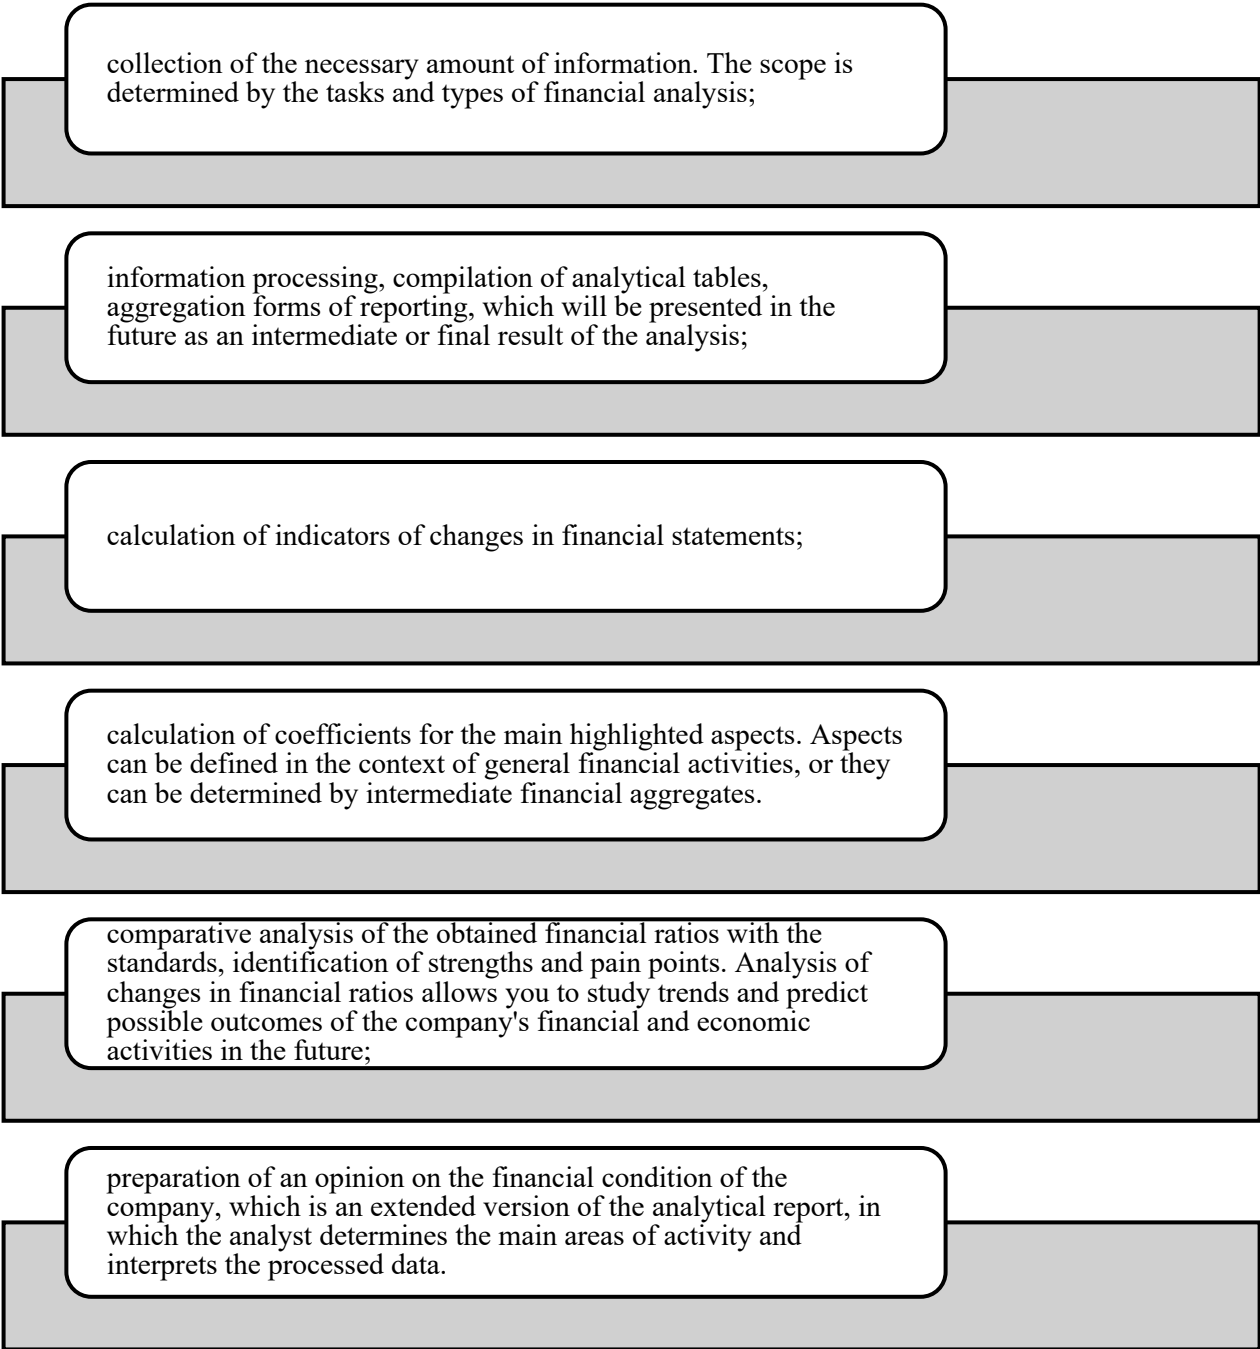 collection of the necessary amount of information. The scope is
determined by the tasks and types of financial analysis;
information processing, compilation of analytical tables,
aggregation forms of reporting, which will be presented in the
future as an intermediate or final result of the analysis;
calculation of indicators of changes in financial statements;
calculation of coefficients for the main highlighted aspects. Aspects
can be defined in the context of general financial activities, or they
can be determined by intermediate financial aggregates.
comparative analysis of the obtained financial ratios with the
standards, identification of strengths and pain points. Analysis of
changes in financial ratios allows you to study trends and predict
possible outcomes of the company's financial and economic
activities in the future;
preparation of an opinion on the financial condition of the
company, which is an extended version of the analytical report, in
which the analyst determines the main areas of activity and
interprets the processed data.